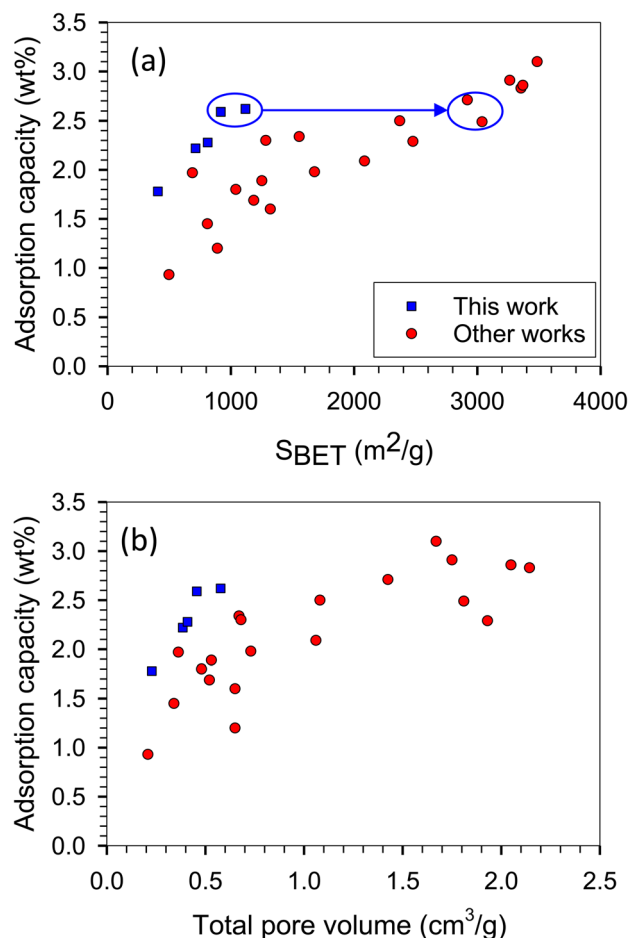 (a)
Adsorption capacity (wt%)
3.5
3.0
2.5
2.0
1.5
1.0
0.5
0.0
This work
Other works
0 1000 2000 3000 4000
SBET (m2/g)
(b)
Adsorption capacity (wt%)
3.5
3.0
2.5
2.0
1.5
1.0
0.5
0.0
0.0 0.5 1.0 1.5 2.0 2.5
Total pore volume (cm3/g)